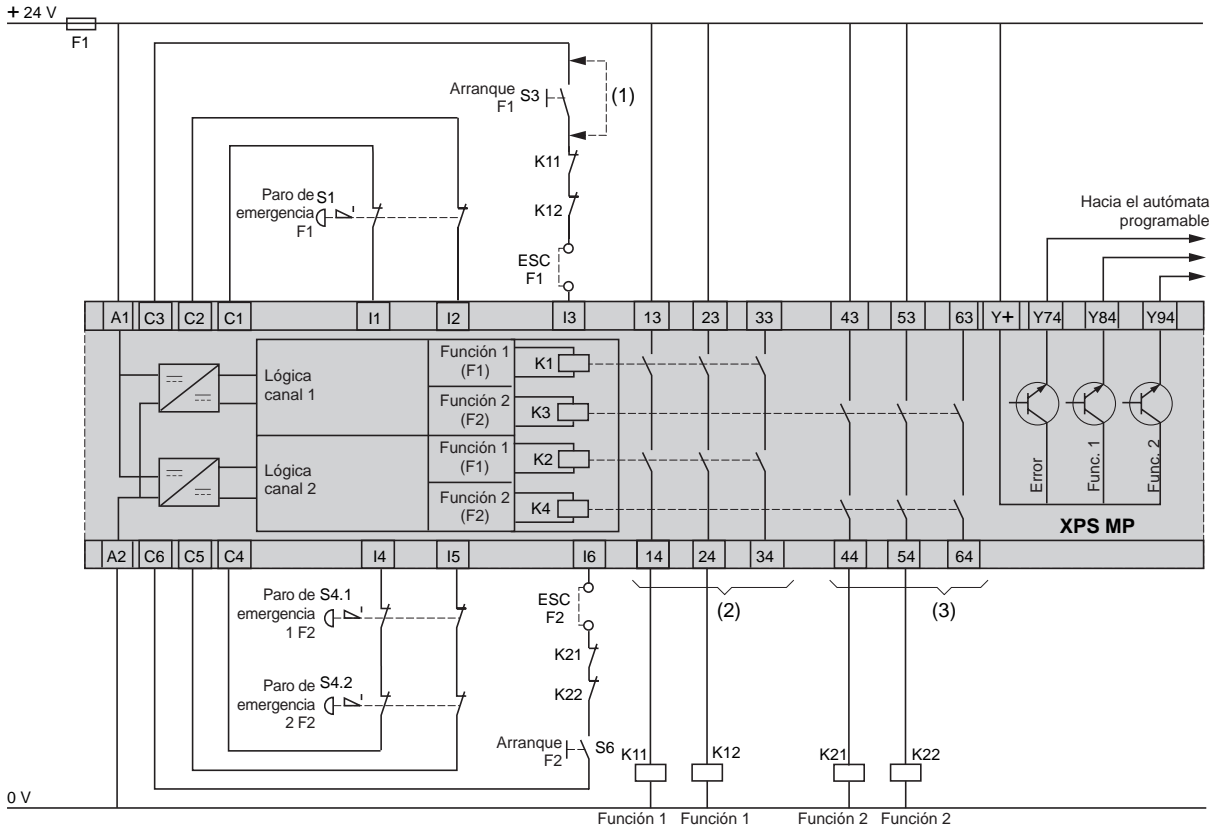 + 24 V
F1
Arranque
F1
S3
(1)
K11
K12
Paro de
emergencia
F1
S1
ESC
F1
Hacia el autómata
programable
A1 C3 C2 C1 I1 I2 I3 13 23 33 43 53 63 Y+ Y74 Y84 Y94
Lógica
canal 1
Función 1
(F1)
K1
Función 2
(F2)
K3
Lógica
canal 2
Función 1
(F1)
K2
Función 2
(F2)
K4
Error
Func. 1
Func. 2
XPS MP
A2 C6 C5 C4 I4 I5 I6 14 24 34 44 54 64
Paro de
emergencia
1 F2
S4.1
ESC
F2
(2)
(3)
K21
K22
Paro de
emergencia
2 F2
S4.2
Arranque
F2
S6
K11
K12
K21
K22
0 V
Función 1
Función 1
Función 2
Función 2